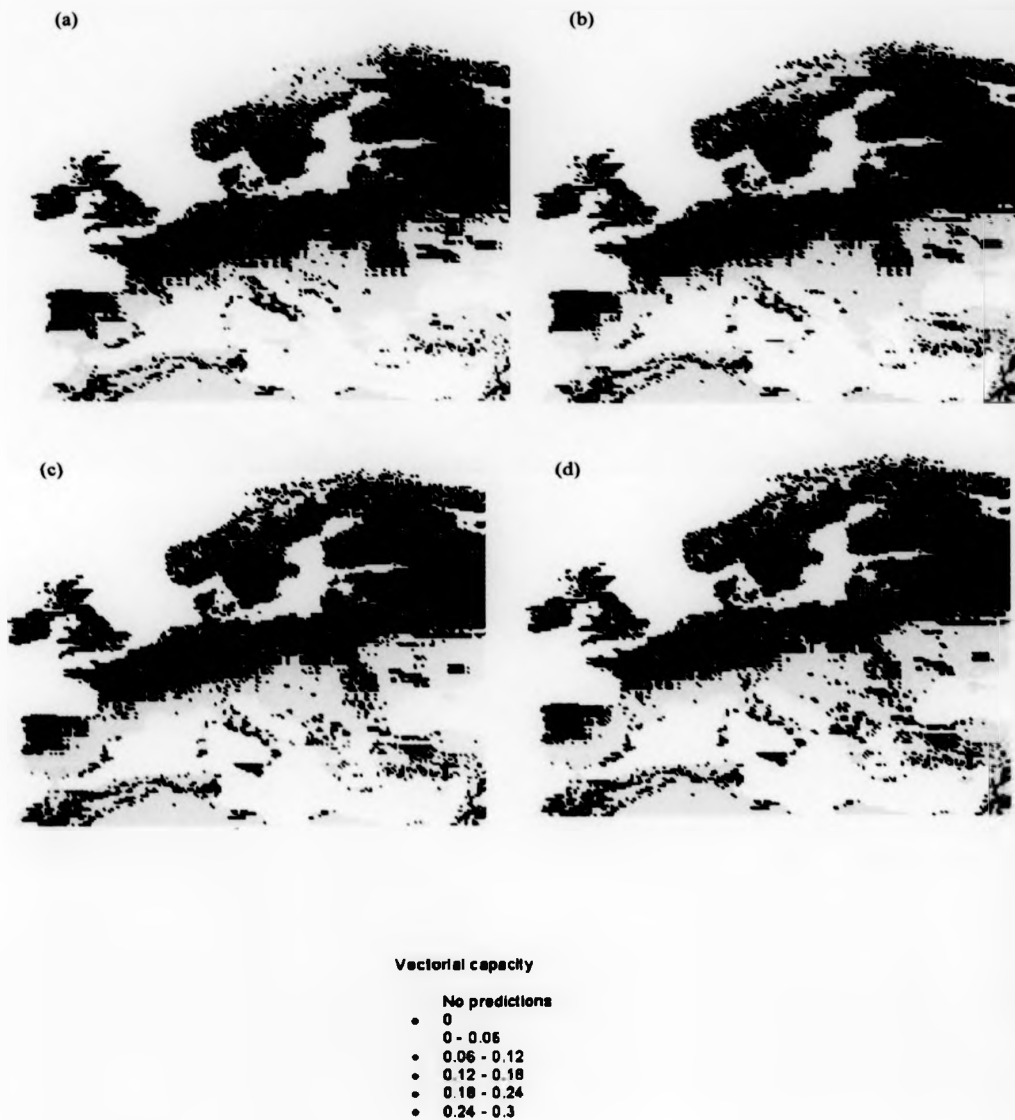 (a)
(b)
(c)
(d)
Vectorial capacity
No predictions
0
0 - 0.06
0.06 - 0.12
0.12 - 0.18
0.18 - 0.24
0.24 - 0.3